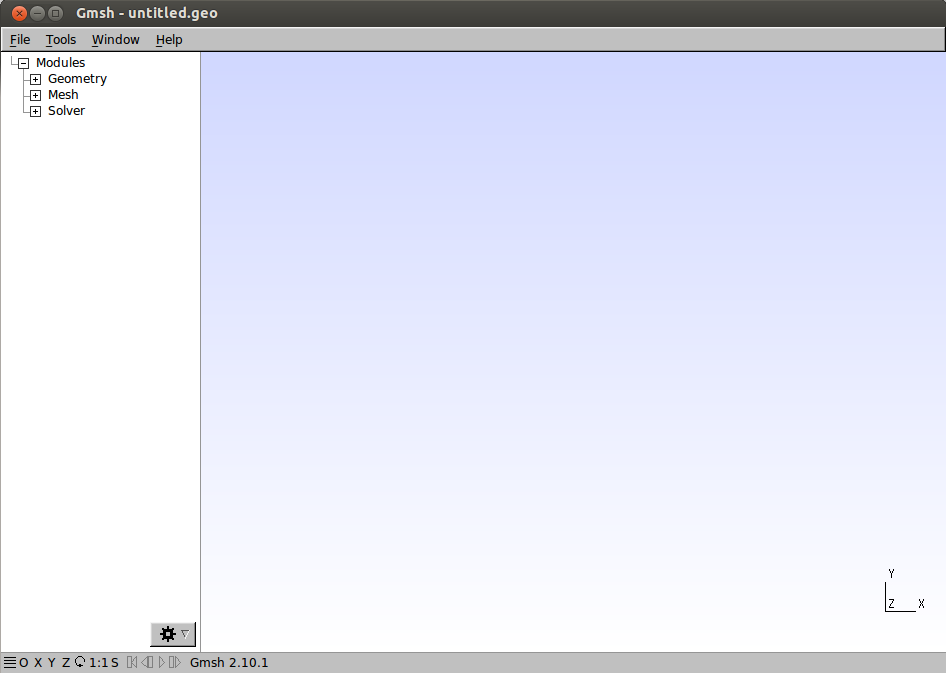 Gmsh - untitled.geo
File Tools Window Help
Modules
Geometry
Mesh
Solver
Y
Z X
O X Y Z 1:1 S Gmsh 2.10.1